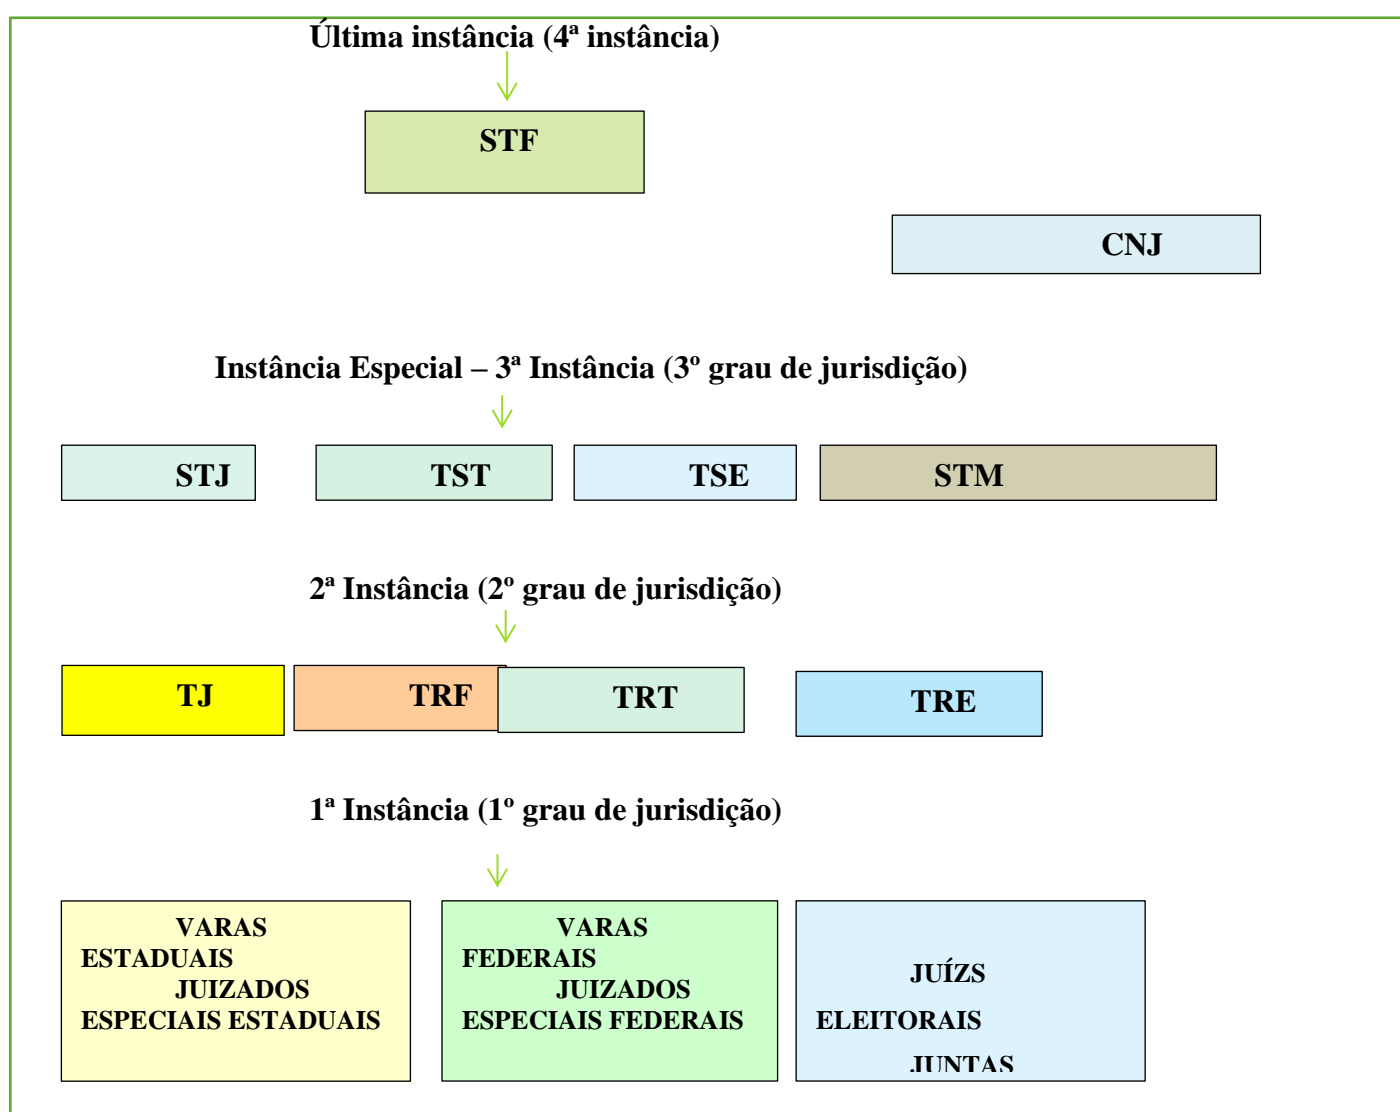 Última instância (4ª instância)
STF
CNJ
Instância Especial – 3ª Instância (3º grau de jurisdição)
STJ
TST
TSE
STM
2ª Instância (2º grau de jurisdição)
TJ
TRF
TRT
TRE
1ª Instância (1º grau de jurisdição)
VARAS
ESTADUAIS
JUIZADOS
ESPECIAIS ESTADUAIS
VARAS
FEDERAIS
JUIZADOS
ESPECIAIS FEDERAIS
JUÍZS
ELEITORAIS
JUNTAS